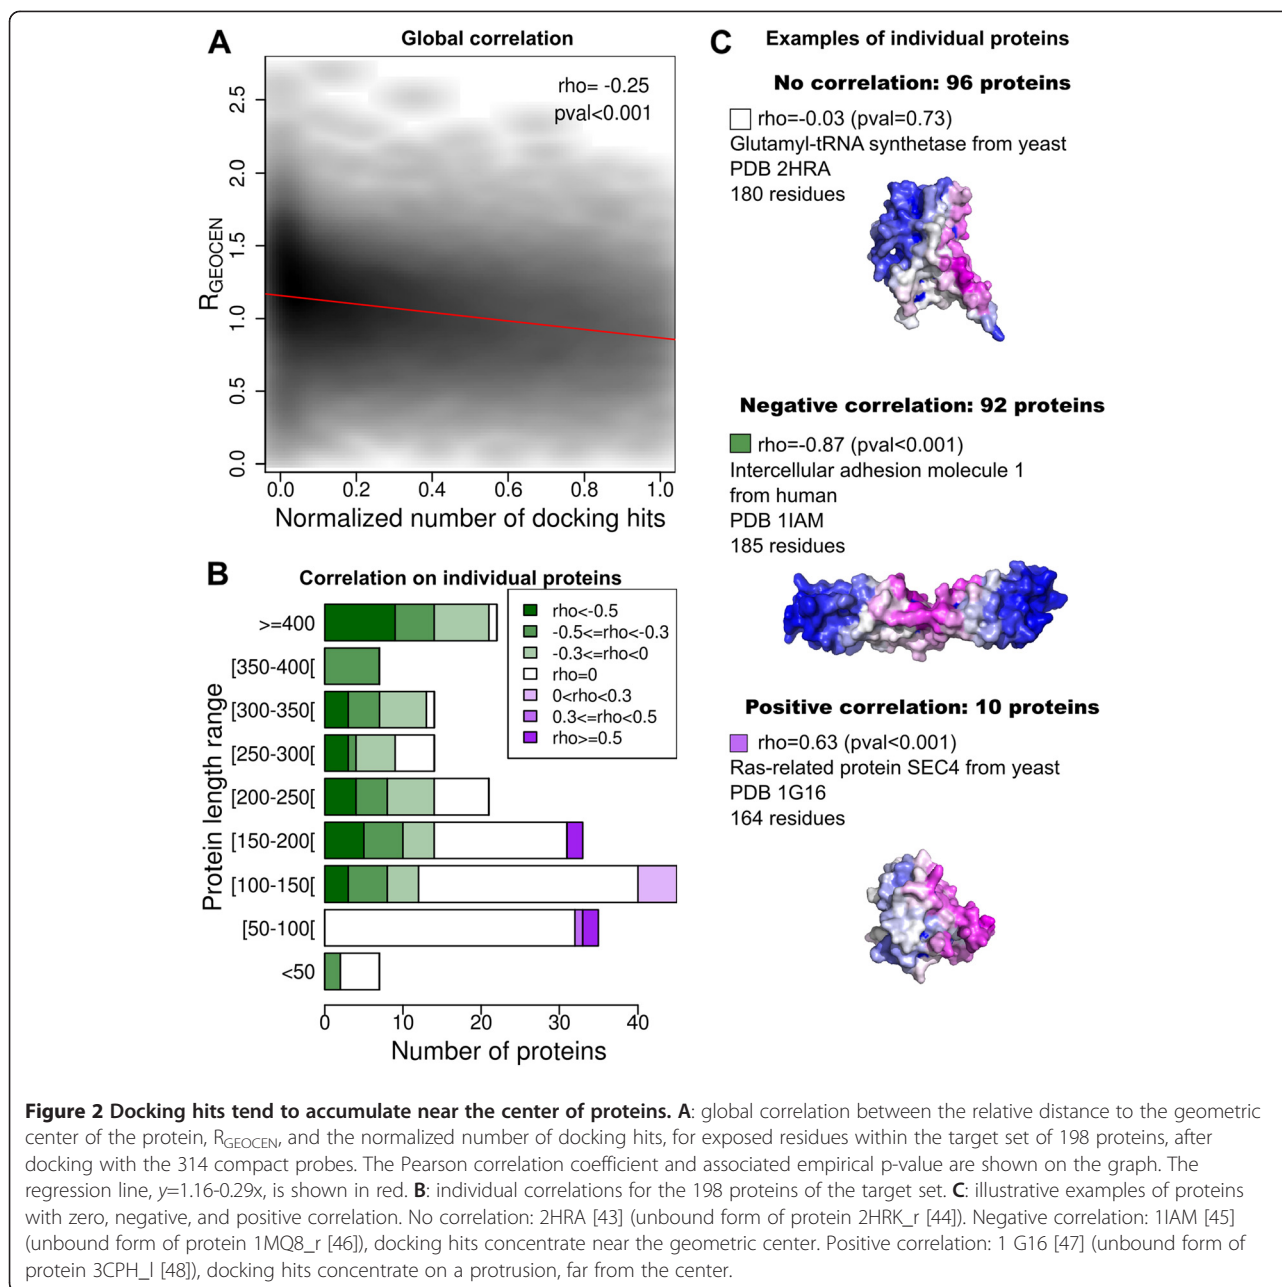 A
Global correlation
rho= -0.25
pval<0.001
R_GEOCEN
0.0
0.5
1.0
1.5
2.0
2.5
0.0
0.2
0.4
0.6
0.8
1.0
Normalized number of docking hits
B
Correlation on individual proteins
Protein length range
>=400
[350-400[
[300-350[
[250-300[
[200-250[
[150-200[
[100-150[
[50-100[
<50
rho<-0.5
-0.5<=rho<-0.3
-0.3<=rho<0
rho=0
0<rho<0.3
0.3<=rho<0.5
rho>=0.5
0
10
20
30
40
Number of proteins
C
Examples of individual proteins
No correlation: 96 proteins
rho=-0.03 (pval=0.73)
Glutamyl-tRNA synthetase from yeast
PDB 2HRA
180 residues
Negative correlation: 92 proteins
rho=-0.87 (pval<0.001)
Intercellular adhesion molecule 1
from human
PDB 1IAM
185 residues
Positive correlation: 10 proteins
rho=0.63 (pval<0.001)
Ras-related protein SEC4 from yeast
PDB 1G16
164 residues
Figure 2 Docking hits tend to accumulate near the center of proteins. A: global correlation between the relative distance to the geometric
center of the protein, R_GEOCEN, and the normalized number of docking hits, for exposed residues within the target set of 198 proteins, after
docking with the 314 compact probes. The Pearson correlation coefficient and associated empirical p-value are shown on the graph. The
regression line, y=1.16-0.29x, is shown in red. B: individual correlations for the 198 proteins of the target set. C: illustrative examples of proteins
with zero, negative, and positive correlation. No correlation: 2HRA [43] (unbound form of protein 2HRK_r [44]). Negative correlation: 1IAM [45]
(unbound form of protein 1MQ8_r [46]), docking hits concentrate near the geometric center. Positive correlation: 1 G16 [47] (unbound form of
protein 3CPH_l [48]), docking hits concentrate on a protrusion, far from the center.